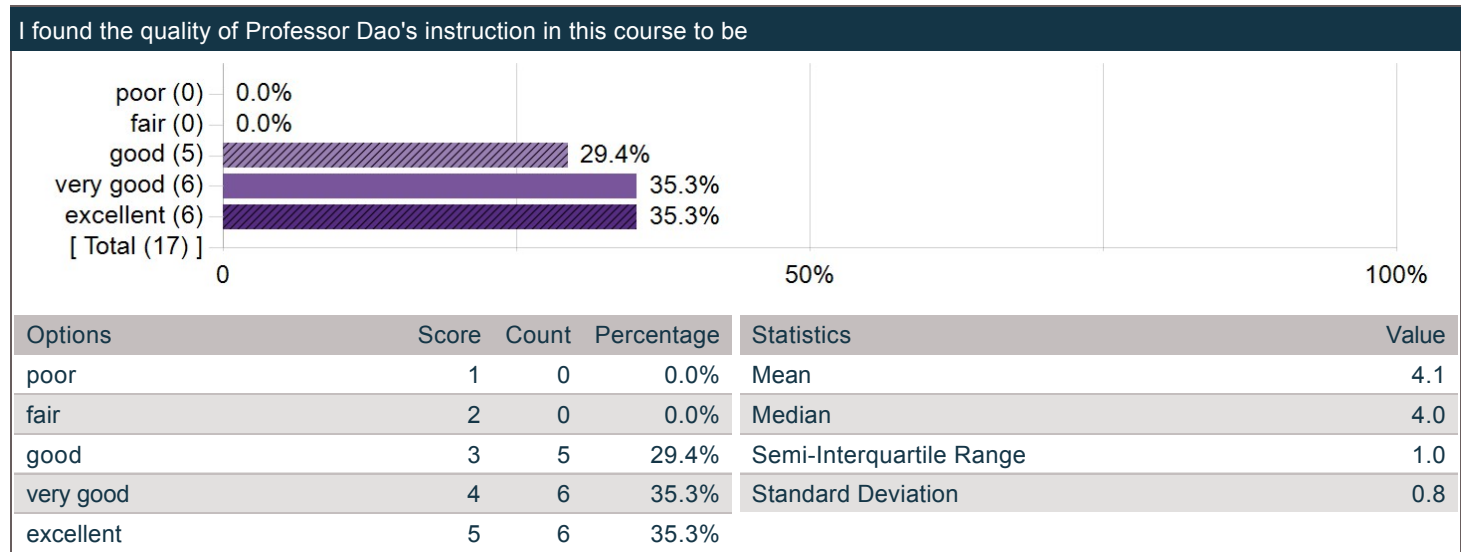 I found the quality of Professor Dao's instruction in this course to be
poor (0) 0.0%
fair (0) 0.0%
good (5) 29.4%
very good (6) 35.3%
excellent (6) 35.3%
[ Total (17) ]
0 50% 100%
Options Score Count Percentage
poor 1 0 0.0%
fair 2 0 0.0%
good 3 5 29.4%
very good 4 6 35.3%
excellent 5 6 35.3%
Statistics Value
Mean 4.1
Median 4.0
Semi-Interquartile Range 1.0
Standard Deviation 0.8